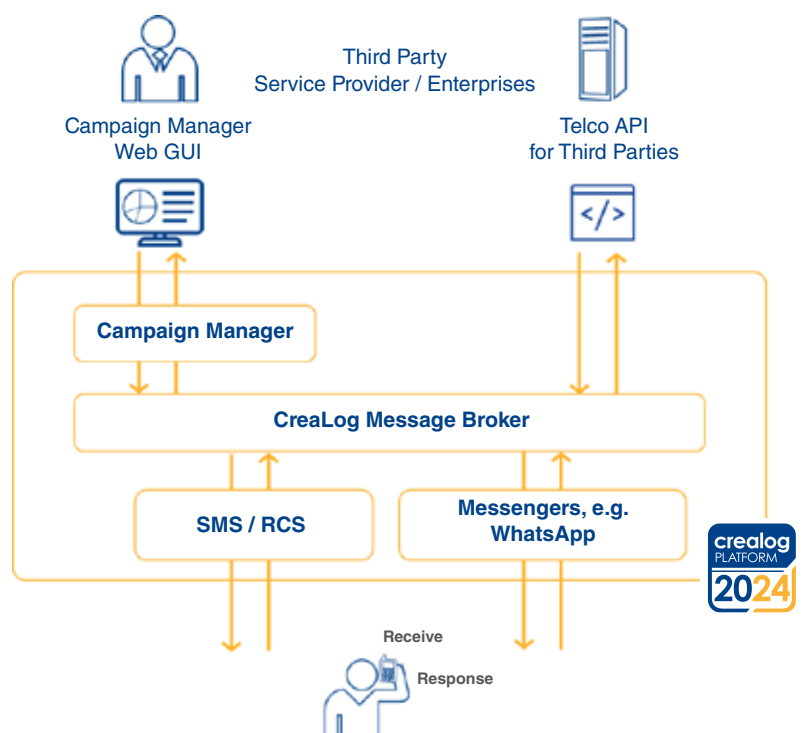 Third Party
Service Provider / Enterprises
Campaign Manager
Web GUI
Telco API
for Third Parties
</>
Campaign Manager
CreaLog Message Broker
SMS / RCS
Messengers, e.g.
WhatsApp
crealog
PLATFORM
2024
Receive
Response